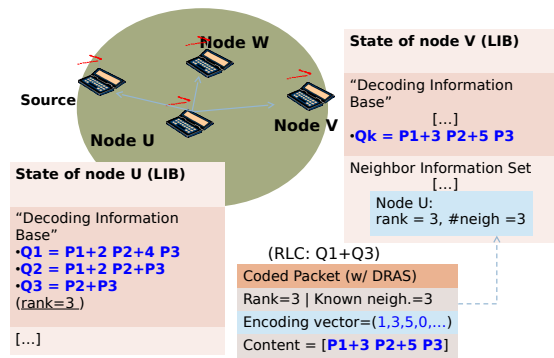 Node W
Source
Node U
Node V
State of node V (LIB)
“Decoding Information
Base”
[...]
•Qk = P1+3 P2+5 P3
Neighbor Information Set
[...]
Node U:
rank = 3, #neigh =3
State of node U (LIB)
“Decoding Information
Base”
•Q1 = P1+2 P2+4 P3
•Q2 = P1+2 P2+P3
•Q3 = P2+P3
(rank=3 )
[...]
(RLC: Q1+Q3)
Coded Packet (w/ DRAS)
Rank=3 | Known neigh.=3
Encoding vector=(1,3,5,0,...)
Content = [P1+3 P2+5 P3]